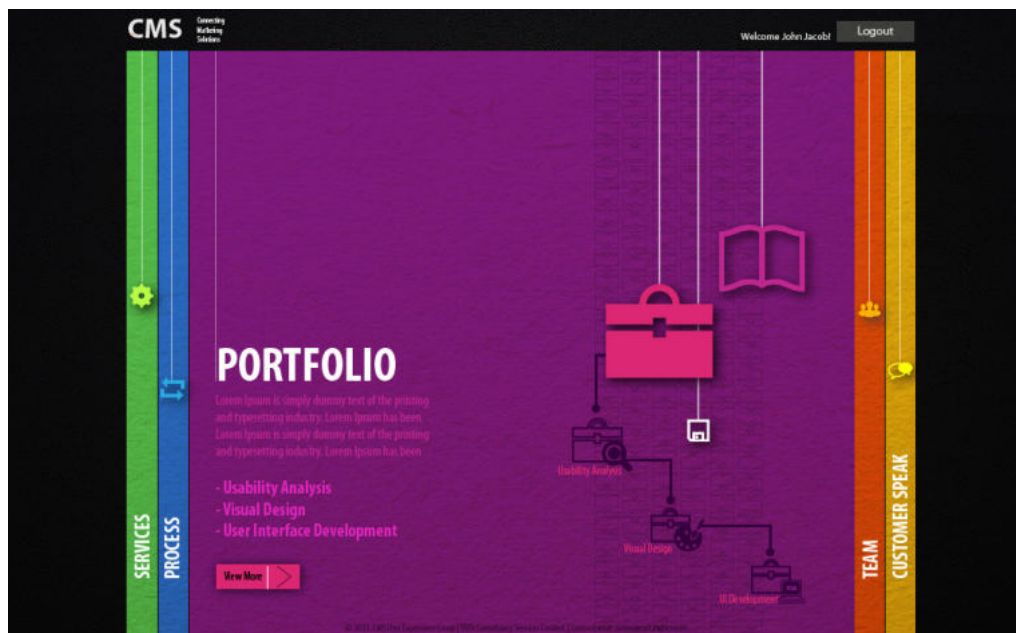 CMS
Connecting
Marketing
Solutions
Welcome John Jacob!
Logout
SERVICES
PROCESS
PORTFOLIO
Lorem Ipsum is simply dummy text of the printing
and typesetting industry. Lorem Ipsum has been
Lorem Ipsum is simply dummy text of the printing
and typesetting industry. Lorem Ipsum has been
- Usability Analysis
- Visual Design
- User Interface Development
View More
Usability Analysis
Visual Design
UI Development
TEAM
CUSTOMER SPEAK